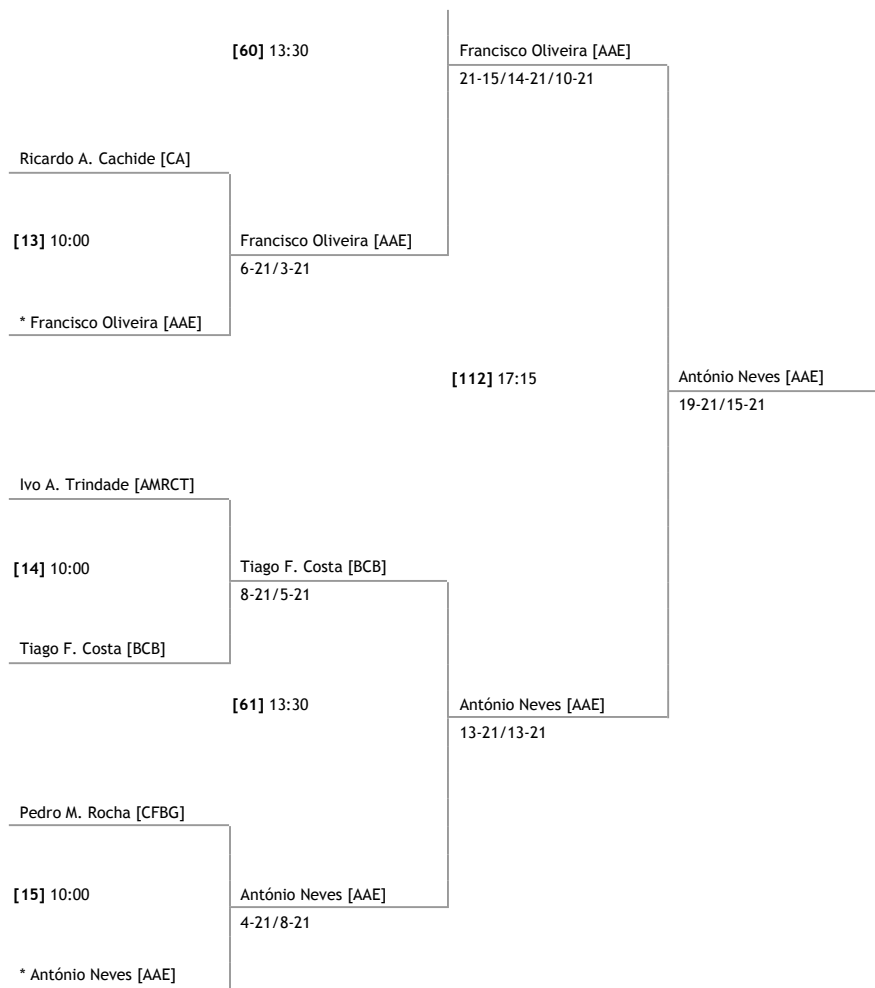 [60] 13:30
Francisco Oliveira [AAE]
21-15/14-21/10-21
Ricardo A. Cachide [CA]
[13] 10:00
Francisco Oliveira [AAE]
6-21/3-21
* Francisco Oliveira [AAE]
[112] 17:15
António Neves [AAE]
19-21/15-21
Ivo A. Trindade [AMRCT]
[14] 10:00
Tiago F. Costa [BCB]
8-21/5-21
Tiago F. Costa [BCB]
[61] 13:30
António Neves [AAE]
13-21/13-21
Pedro M. Rocha [CFBG]
[15] 10:00
António Neves [AAE]
4-21/8-21
* António Neves [AAE]